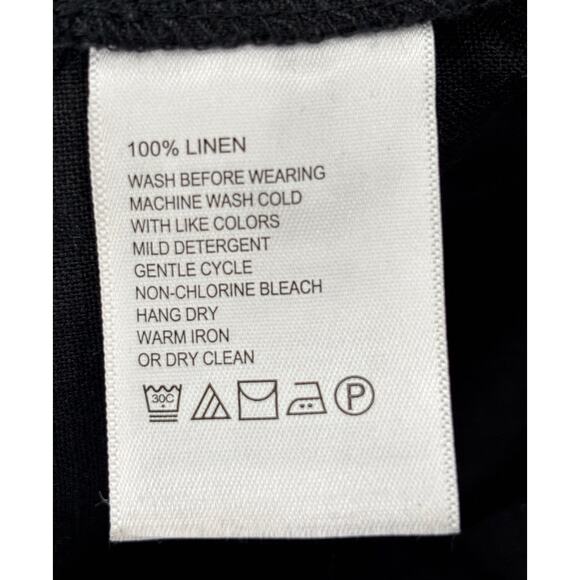 100% LINEN
WASH BEFORE WEARING
MACHINE WASH COLD
WITH LIKE COLORS
MILD DETERGENT
GENTLE CYCLE
NON-CHLORINE BLEACH
HANG DRY
WARM IRON
OR DRY CLEAN
30C P